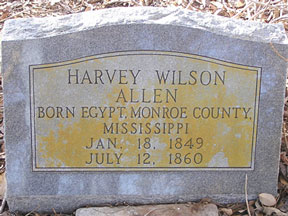 HARVEY WILSON
ALLEN
BORN EGYPT, MONROE COUNTY,
MISSISSIPPI
JAN. 18, 1849
JULY 12, 1860